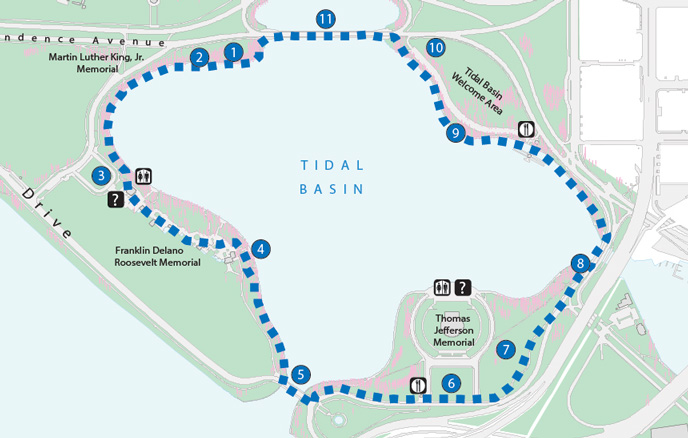 11
ndence Avenue
1
2
10
Martin Luther King, Jr.
Memorial
Tidal Basin
Welcome Area
9
TIDAL
BASIN
3
?
Drive
4
Franklin Delano
Roosevelt Memorial
8
?
Thomas
Jefferson
Memorial
7
5
6